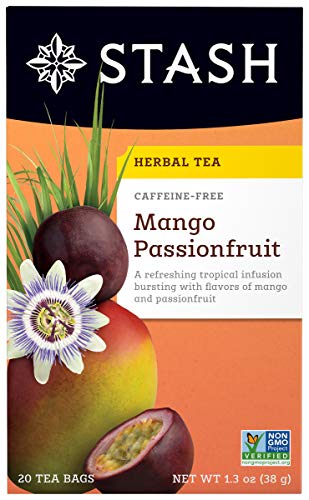 STASH
HERBAL TEA
CAFFEINE-FREE
Mango
Passionfruit
A refreshing tropical infusion
bursting with flavors of mango
and passionfruit
NON
GMO
Project
VERIFIED
nongmoproject.org
20 TEA BAGS
NET WT 1.3 oz (38 g)